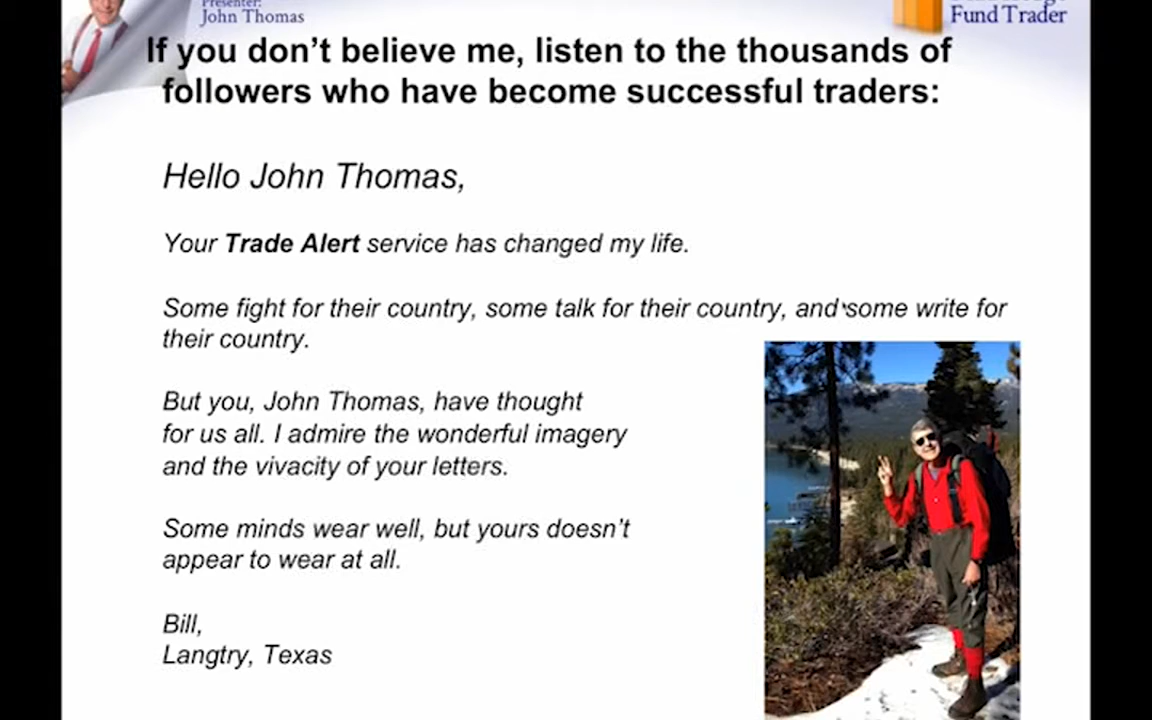 John Thomas
Fund Trader
If you don't believe me, listen to the thousands of
followers who have become successful traders:
Hello John Thomas,
Your Trade Alert service has changed my life.
Some fight for their country, some talk for their country, and some write for
their country.
But you, John Thomas, have thought
for us all. I admire the wonderful imagery
and the vivacity of your letters.
Some minds wear well, but yours doesn't
appear to wear at all.
Bill,
Langtry, Texas